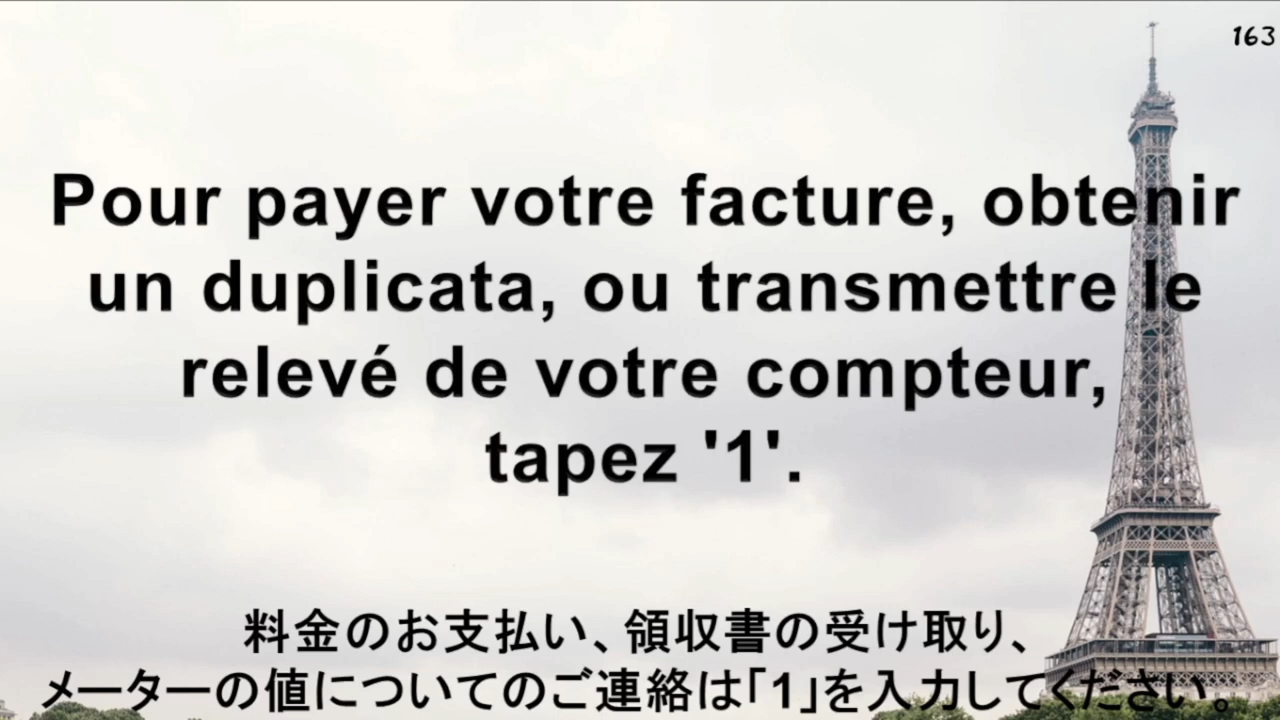 163
Pour payer votre facture, obtenir
un duplicata, ou transmettre le
relevé de votre compteur,
tapez '1'.
料金のお支払い、領収書の受け取り、
メーターの値についてのご連絡は「1」を入力してください。